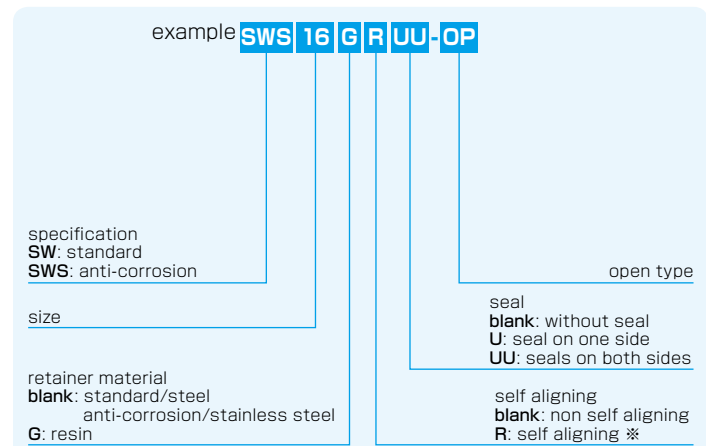 example SWS 16 G R UU-OP
specification
SW: standard
SWS: anti-corrosion
size
retainer material
blank: standard/steel
anti-corrosion/stainless steel
G: resin
open type
seal
blank: without seal
U: seal on one side
UU: seals on both sides
self aligning
blank: non self aligning
R: self aligning ※